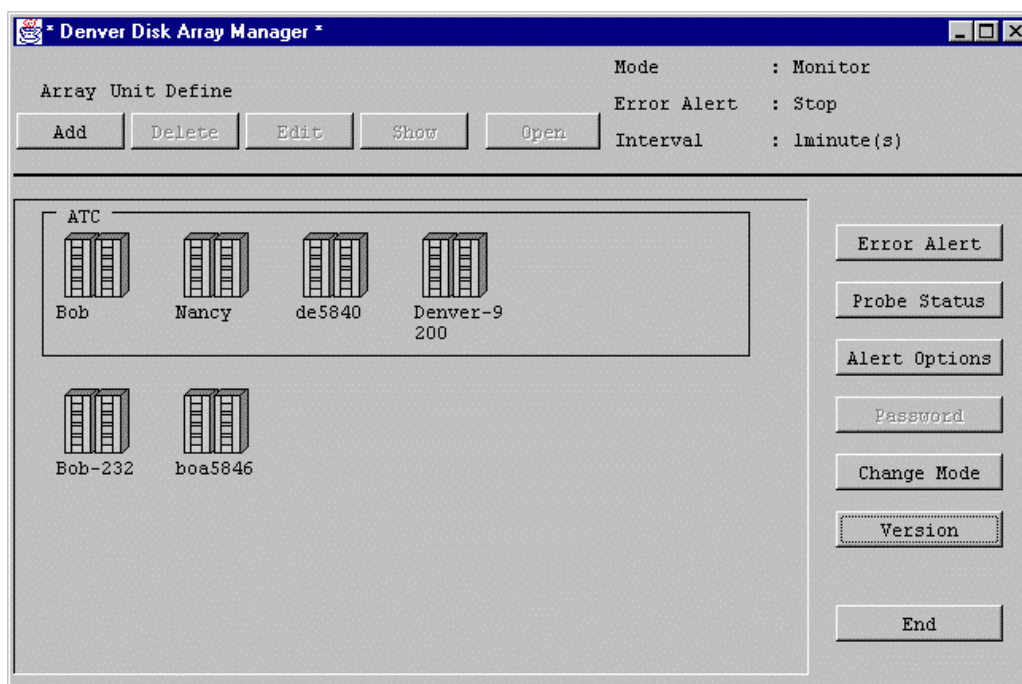 * Denver Disk Array Manager *
Mode : Monitor
Array Unit Define
Error Alert : Stop
Add Delete Edit Show Open
Interval : 1minute(s)
ATC
Bob Nancy de5840 Denver-9
200
Bob-232 boa5846
Error Alert
Probe Status
Alert Options
Password
Change Mode
Version
End